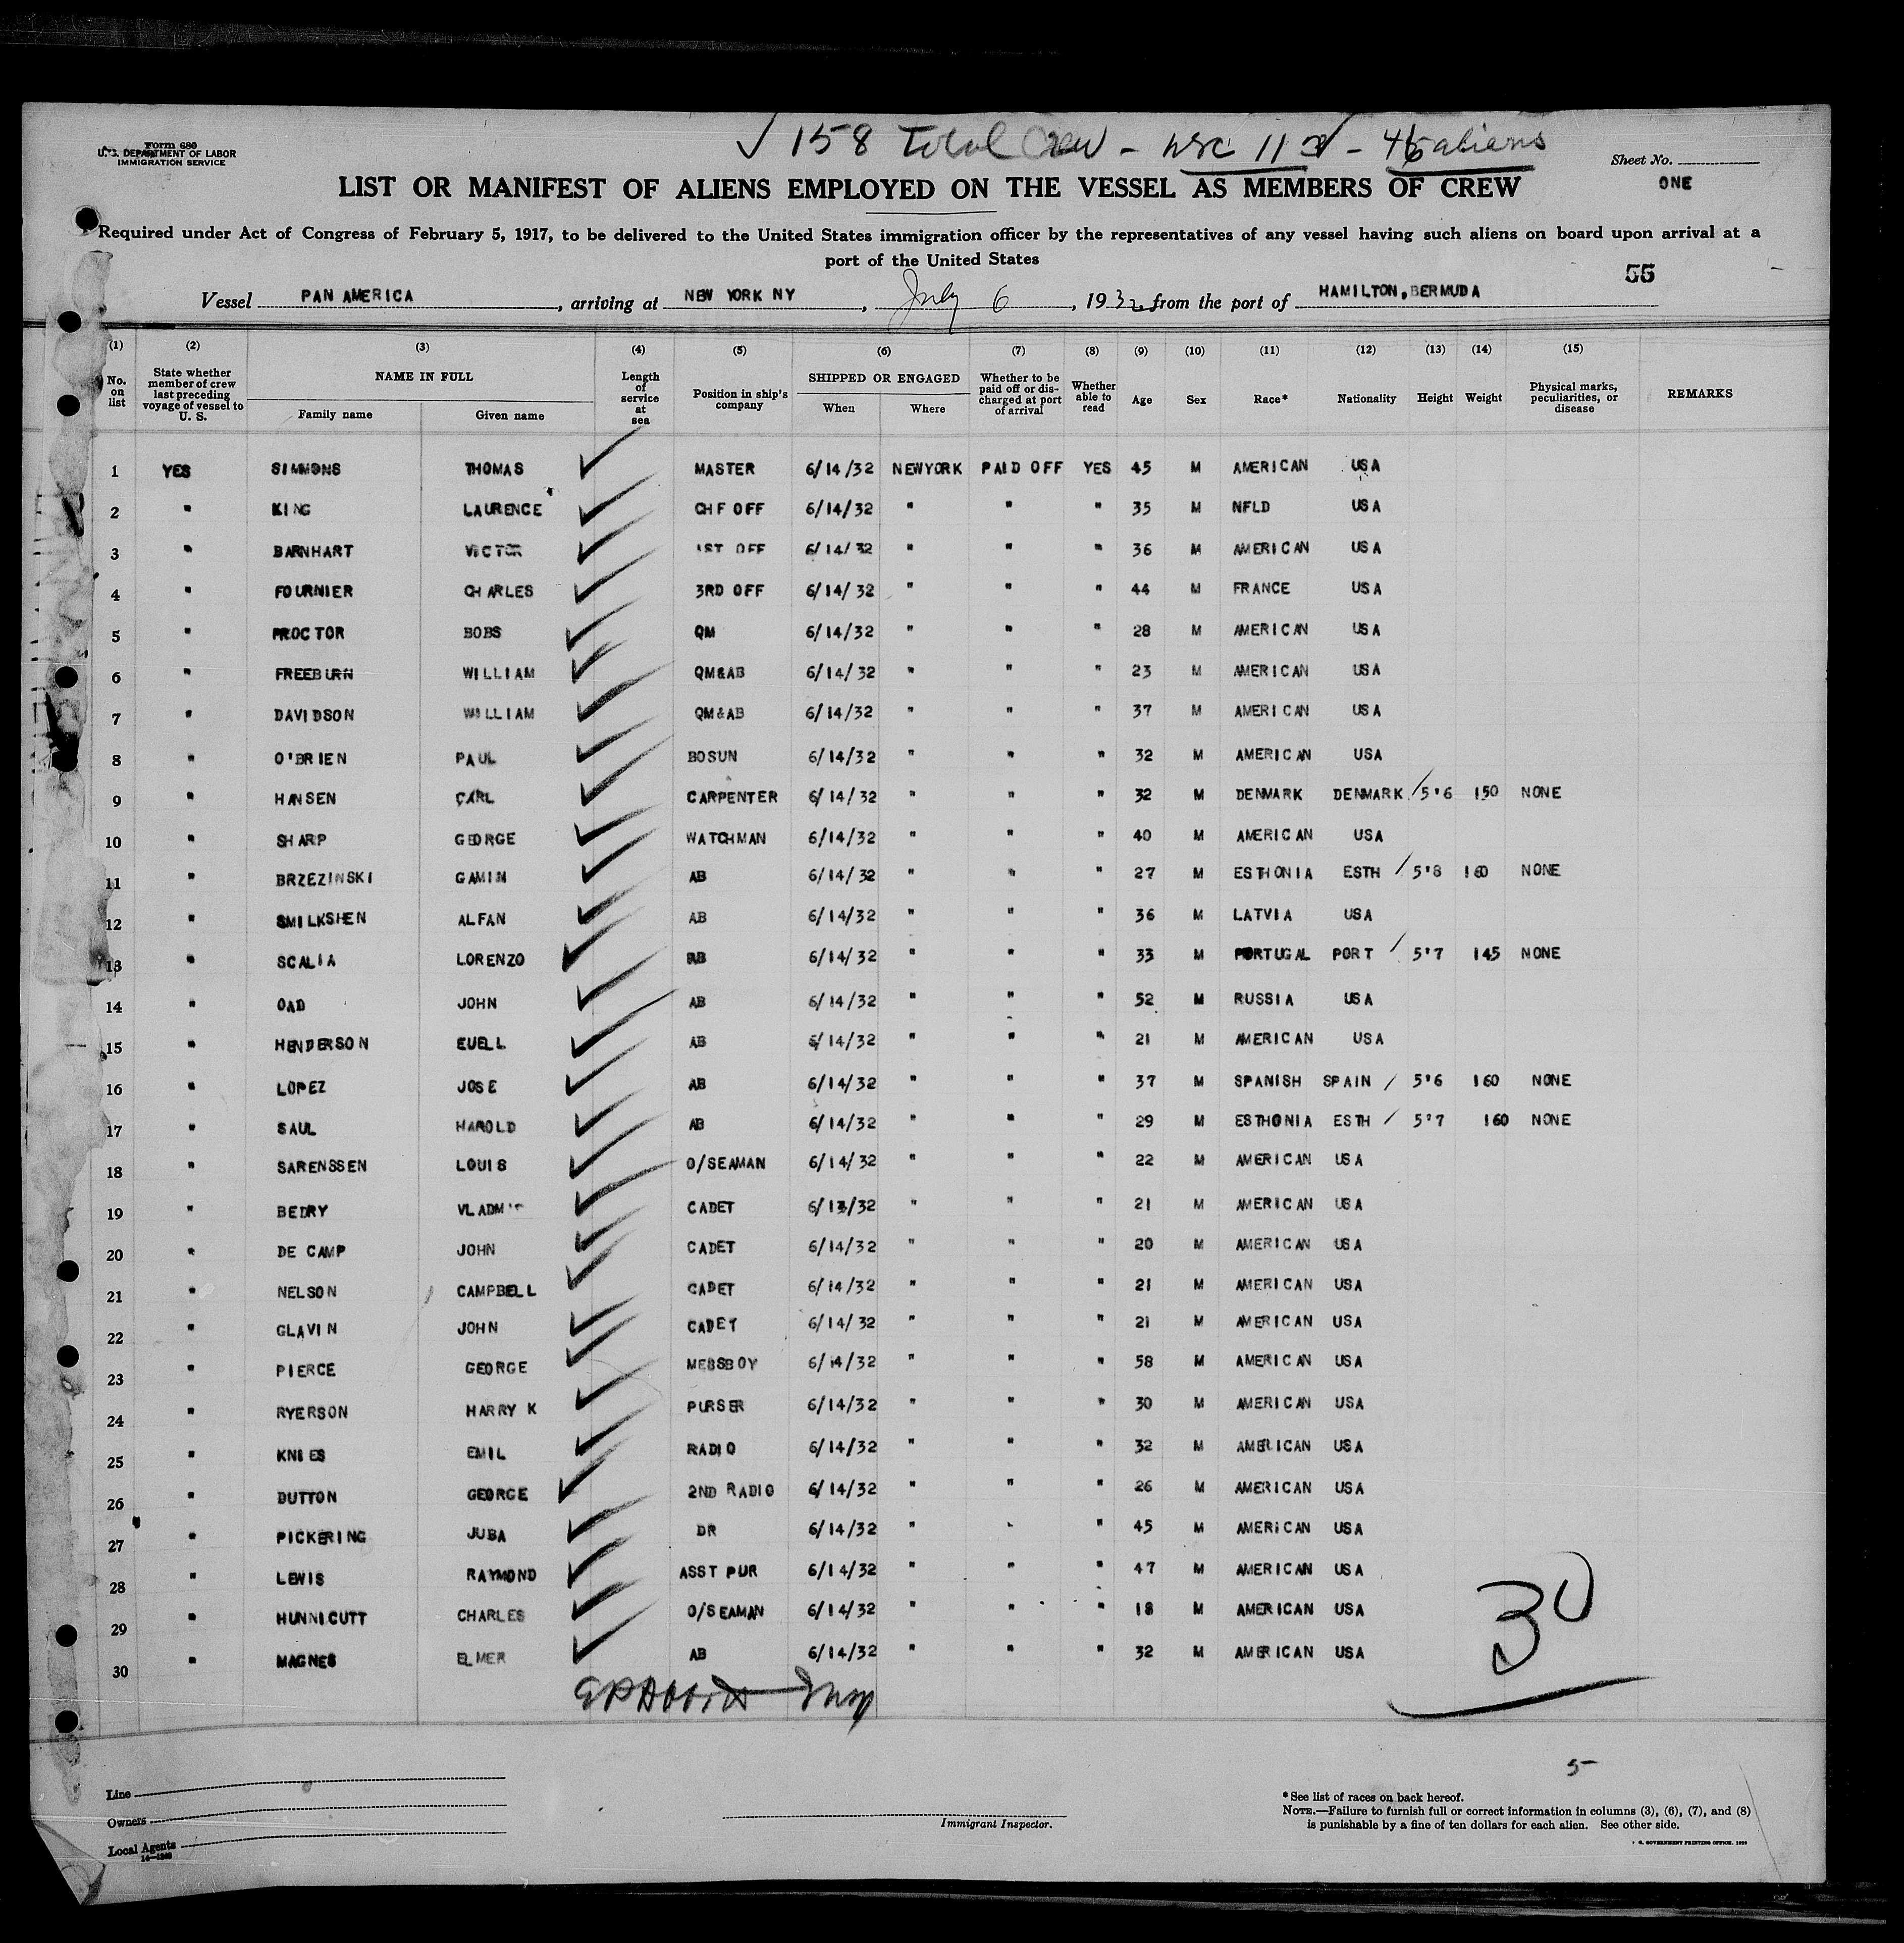 ✓ 158 Total Crew - USC 113 - 45 aliens
Form 680
U. S. DEPARTMENT OF LABOR
IMMIGRATION SERVICE
Sheet No.
ONE
LIST OR MANIFEST OF ALIENS EMPLOYED ON THE VESSEL AS MEMBERS OF CREW
Required under Act of Congress of February 5, 1917, to be delivered to the United States immigration officer by the representatives of any vessel having such aliens on board upon arrival at a
port of the United States
55
Vessel PAN AMERICA, arriving at NEW YORK NY, July 6, 1932, from the port of HAMILTON, BERMUDA
(1) (2) (3) (4) (5) (6) (7) (8) (9) (10) (11) (12) (13) (14) (15)
No. on list State whether member of crew last preceding voyage of vessel to U. S. NAME IN FULL Family name Given name Length of service at sea Position in ship's company SHIPPED OR ENGAGED When Where Whether to be paid off or discharged at port of arrival Whether able to read Age Sex Race* Nationality Height Weight Physical marks, peculiarities, or disease REMARKS
1 YES SIMMONS THOMAS ✓ MASTER 6/14/32 NEWYORK PAID OFF YES 45 M AMERICAN USA
2 " KING LAURENCE ✓ CHF OFF 6/14/32 " " " 35 M NFLD USA
3 " BARNHART VICTOR ✓ 1ST OFF 6/14/32 " " " 36 M AMERICAN USA
4 " FOURNIER CHARLES ✓ 3RD OFF 6/14/32 " " " 44 M FRANCE USA
5 " PROCTOR BOBS ✓ QM 6/14/32 " " " 28 M AMERICAN USA
6 " FREEBURN WILLIAM ✓ QM&AB 6/14/32 " " " 23 M AMERICAN USA
7 " DAVIDSON WILLIAM ✓ QM&AB 6/14/32 " " " 37 M AMERICAN USA
8 " O'BRIEN PAUL ✓ BOSUN 6/14/32 " " " 32 M AMERICAN USA
9 " HANSEN CARL ✓ CARPENTER 6/14/32 " " " 32 M DENMARK DENMARK / 5'6 150 NONE
10 " SHARP GEORGE ✓ WATCHMAN 6/14/32 " " " 40 M AMERICAN USA
11 " BRZEZINSKI GAMIN ✓ AB 6/14/32 " " " 27 M ESTHONIA ESTH / 5'8 160 NONE
12 " SMILKSHEN ALFAN ✓ AB 6/14/32 " " " 36 M LATVIA USA
13 " SCALIA LORENZO ✓ AB 6/14/32 " " " 33 M PORTUGAL PORT / 5'7 145 NONE
14 " OAD JOHN ✓ AB 6/14/32 " " " 52 M RUSSIA USA
15 " HENDERSON EUELL ✓ AB 6/14/32 " " " 21 M AMERICAN USA
16 " LOPEZ JOSE ✓ AB 6/14/32 " " " 37 M SPANISH SPAIN / 5'6 160 NONE
17 " SAUL HAROLD ✓ AB 6/14/32 " " " 29 M ESTHONIA ESTH / 5'7 160 NONE
18 " SARENSSEN LOUIS ✓ O/SEAMAN 6/14/32 " " " 22 M AMERICAN USA
19 " BEDRY ✓ CADET 6/13/32 " " " 21 M AMERICAN USA
20 " DE CAMP JOHN ✓ CADET 6/14/32 " " " 20 M AMERICAN USA
21 " NELSON CAMPBELL ✓ CADET 6/14/32 " " " 21 M AMERICAN USA
22 " GLAVIN JOHN ✓ CADET 6/14/32 " " " 21 M AMERICAN USA
23 " PIERCE GEORGE ✓ MESSBOY 6/14/32 " " " 58 M AMERICAN USA
24 " RYERSON HARRY K ✓ PURSER 6/14/32 " " " 30 M AMERICAN USA
25 " KNIES EMIL ✓ RADIO 6/14/32 " " " 32 M AMERICAN USA
26 " DUTTON GEORGE ✓ 2ND RADIO 6/14/32 " " " 26 M AMERICAN USA
27 " PICKERING JUBA ✓ DR 6/14/32 " " " 45 M AMERICAN USA
28 " LEWIS RAYMOND ✓ ASST PUR 6/14/32 " " " 47 M AMERICAN USA
29 " HUNNICUTT CHARLES ✓ O/SEAMAN 6/14/32 " " " 18 M AMERICAN USA
30 " MAGNES ELMER ✓ AB 6/14/32 " " " 32 M AMERICAN USA
30
Insp
5
Line
Owners
Local Agents
14—1240
Immigrant Inspector.
*See list of races on back hereof.
NOTE.—Failure to furnish full or correct information in columns (3), (6), (7), and (8)
is punishable by a fine of ten dollars for each alien. See other side.
GOVERNMENT PRINTING OFFICE